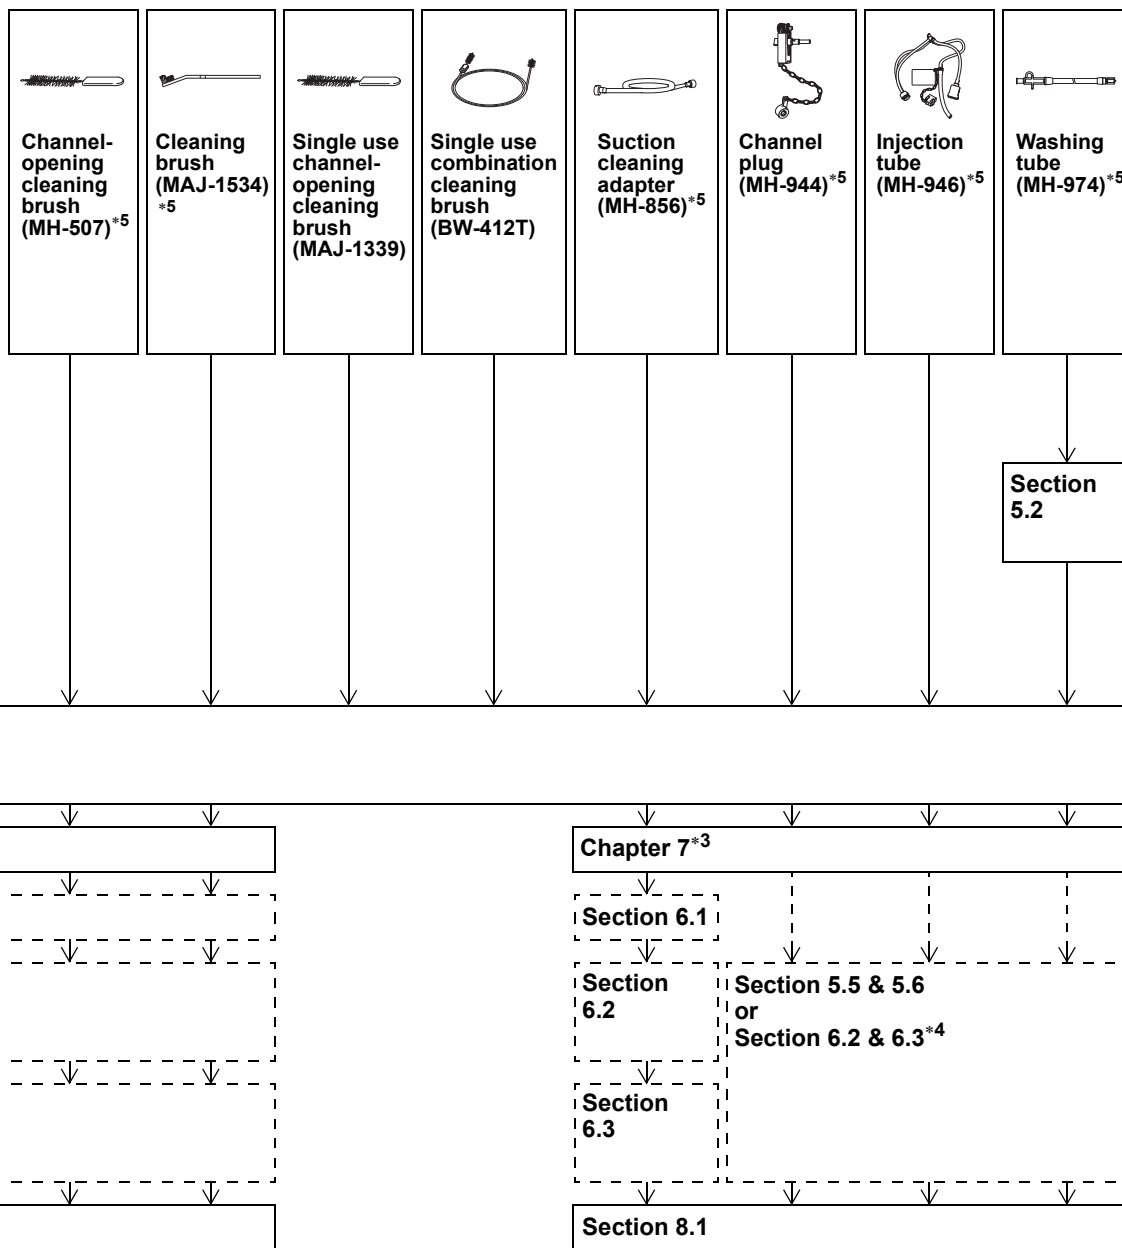 Channel-
opening
cleaning
brush
(MH-507)*5
Cleaning
brush
(MAJ-1534)
*5
Single use
channel-
opening
cleaning
brush
(MAJ-1339)
Single use
combination
cleaning
brush
(BW-412T)
Suction
cleaning
adapter
(MH-856)*5
Channel
plug
(MH-944)*5
Injection
tube
(MH-946)*5
Washing
tube
(MH-974)*5
Section
5.2
Chapter 7*3
Section 6.1
Section
6.2
Section 5.5 & 5.6
or
Section 6.2 & 6.3*4
Section
6.3
Section 8.1